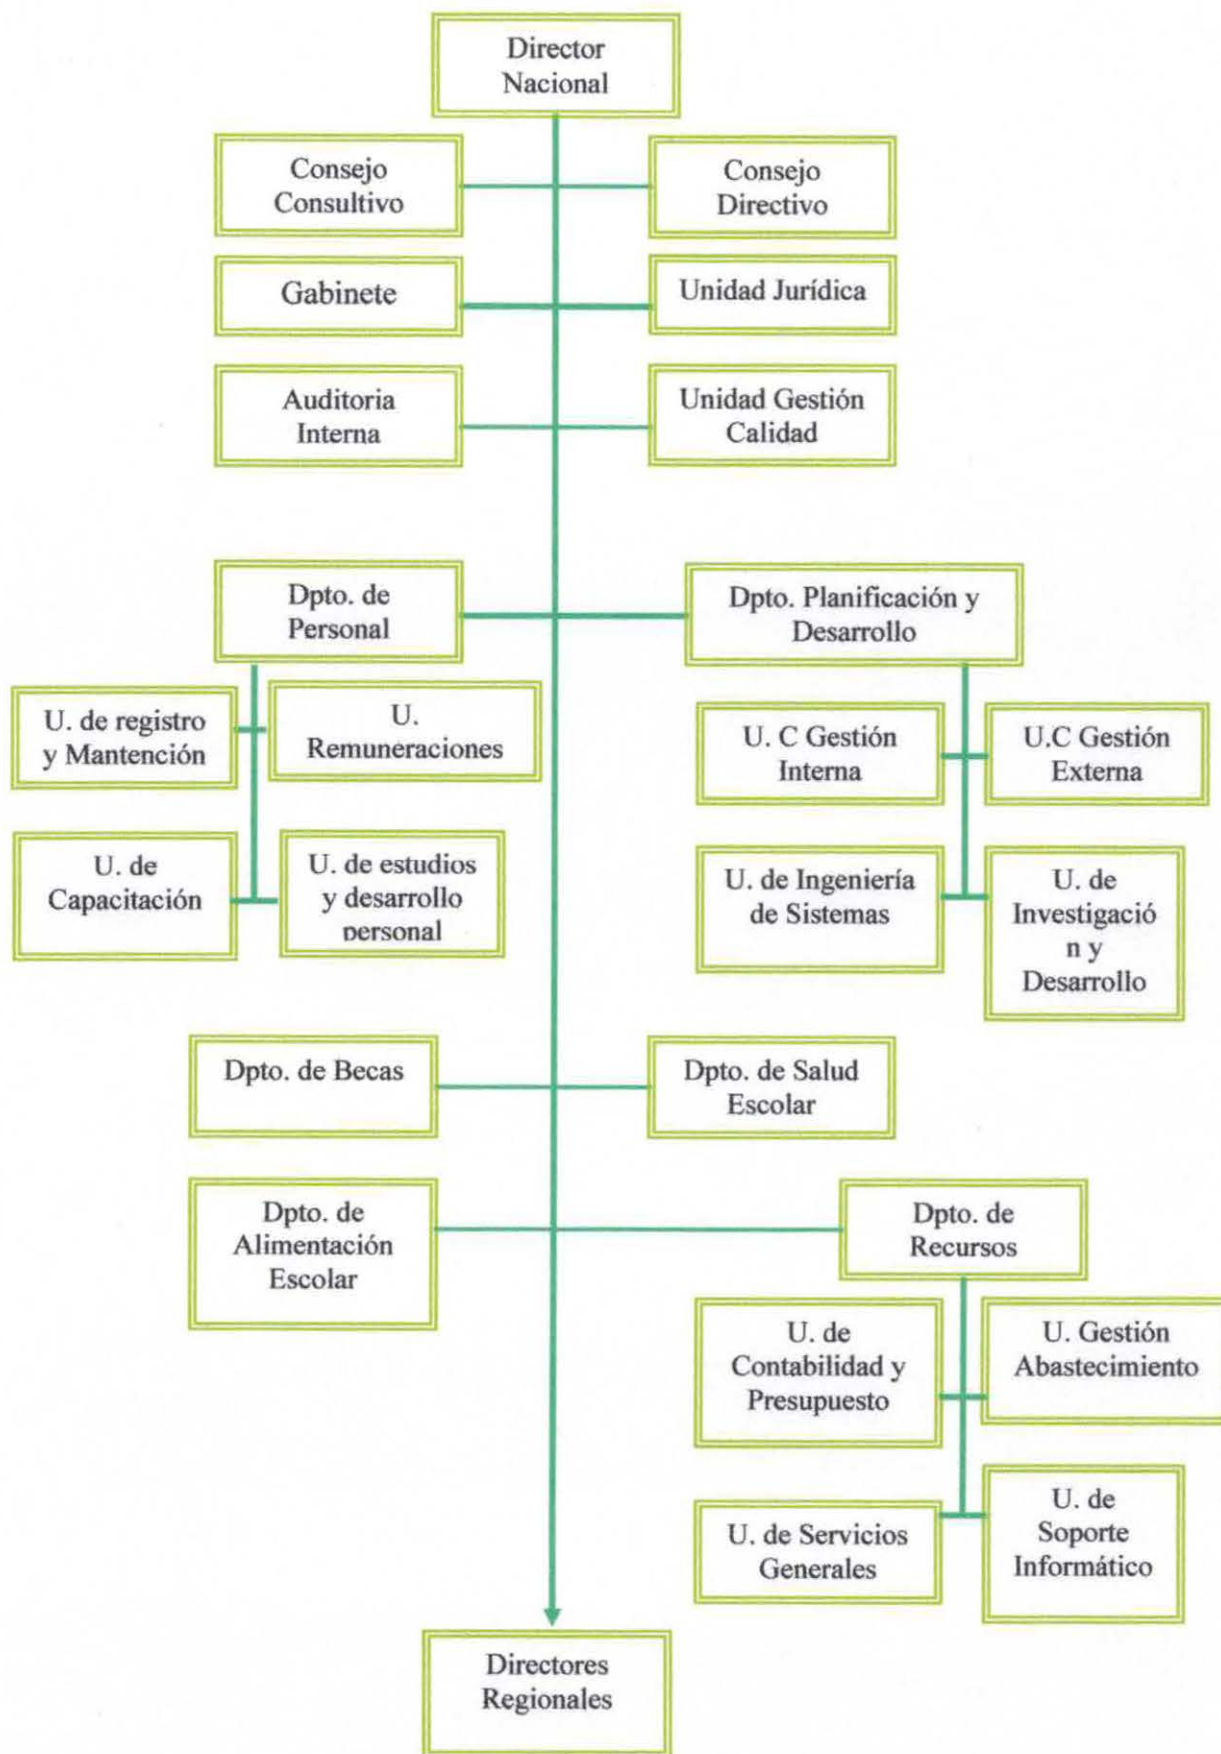 Director
Nacional
Consejo
Consultivo
Consejo
Directivo
Gabinete
Unidad Jurídica
Auditoria
Interna
Unidad Gestión
Calidad
Dpto. de
Personal
Dpto. Planificación y
Desarrollo
U. de registro
y Mantención
U.
Remuneraciones
U. C Gestión
Interna
U.C Gestión
Externa
U. de
Capacitación
U. de estudios
y desarrollo
personal
U. de Ingeniería
de Sistemas
U. de
Investigació
n y
Desarrollo
Dpto. de Becas
Dpto. de Salud
Escolar
Dpto. de
Alimentación
Escolar
Dpto. de
Recursos
U. de
Contabilidad y
Presupuesto
U. Gestión
Abastecimiento
U. de Servicios
Generales
U. de
Soporte
Informático
Directores
Regionales